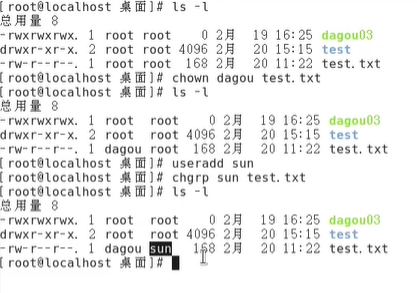 [root@localhost 桌面]# ls -l
总用量 8
-rwxrwxrwx. 1 root root    0 2月  19 16:25 dagou03
drwxr-xr-x. 2 root root 4096 2月  20 15:15 test
-rw-r--r--. 1 root root  168 2月  20 11:22 test.txt
[root@localhost 桌面]# chown dagou test.txt
[root@localhost 桌面]# ls -l
总用量 8
-rwxrwxrwx. 1 root  root    0 2月  19 16:25 dagou03
drwxr-xr-x. 2 root  root 4096 2月  20 15:15 test
-rw-r--r--. 1 dagou root  168 2月  20 11:22 test.txt
[root@localhost 桌面]# useradd sun
[root@localhost 桌面]# chgrp sun test.txt
[root@localhost 桌面]# ls -l
总用量 8
-rwxrwxrwx. 1 root  root    0 2月  19 16:25 dagou03
drwxr-xr-x. 2 root  root 4096 2月  20 15:15 test
-rw-r--r--. 1 dagou sun   168 2月  20 11:22 test.txt
[root@localhost 桌面]#